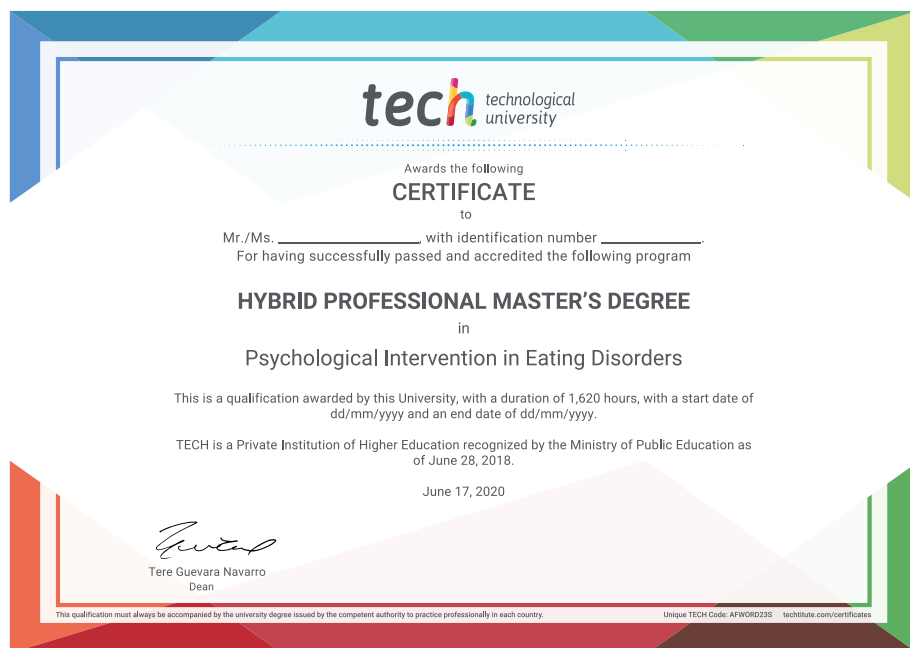 tech technological
university
Awards the following
CERTIFICATE
to
Mr./Ms. ____________________, with identification number ______________.
For having successfully passed and accredited the following program
HYBRID PROFESSIONAL MASTER'S DEGREE
in
Psychological Intervention in Eating Disorders
This is a qualification awarded by this University, with a duration of 1,620 hours, with a start date of
dd/mm/yyyy and an end date of dd/mm/yyyy.
TECH is a Private Institution of Higher Education recognized by the Ministry of Public Education as
of June 28, 2018.
June 17, 2020
Tere Guevara Navarro
Dean
This qualification must always be accompanied by the university degree issued by the competent authority to practice professionally in each country. Unique TECH Code: AFWORD23S techtitute.com/certificates